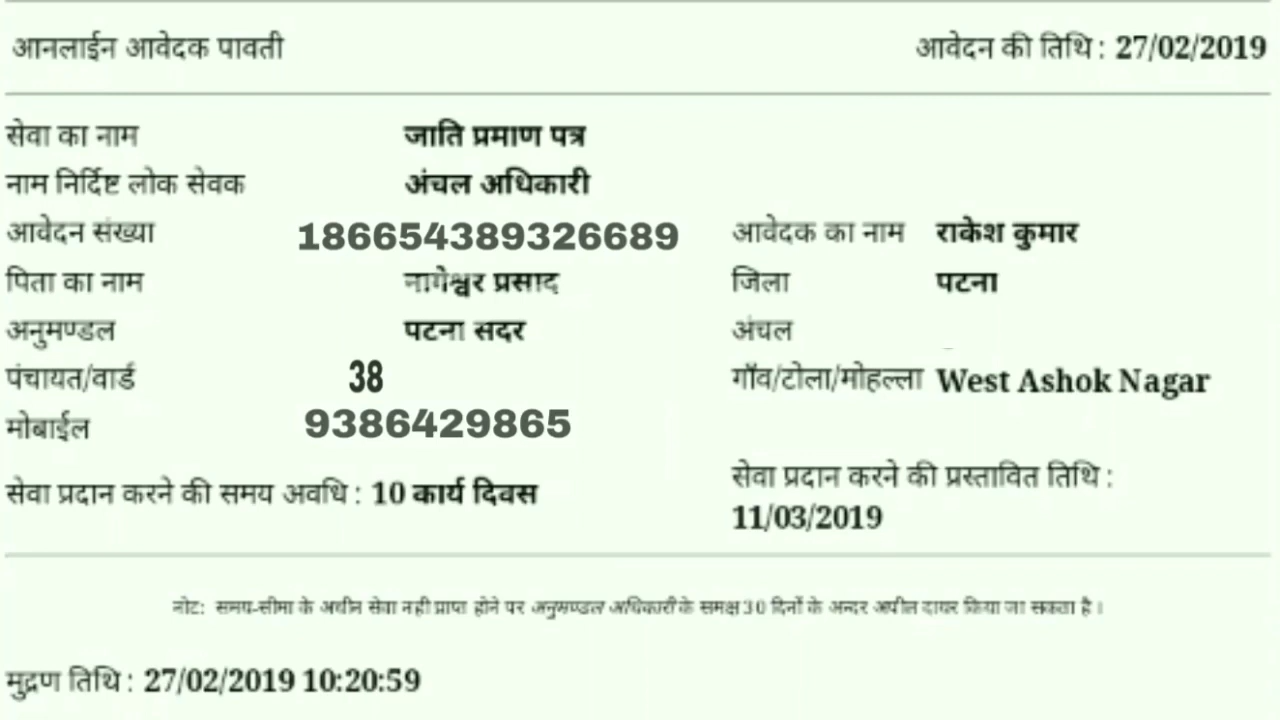 आनलाईन आवेदक पावती आवेदन की तिथि : 27/02/2019
सेवा का नाम जाति प्रमाण पत्र
नाम निर्दिष्ट लोक सेवक अंचल अधिकारी
आवेदन संख्या 186654389326689 आवेदक का नाम राकेश कुमार
पिता का नाम नागेश्वर प्रसाद जिला पटना
अनुमण्डल पटना सदर अंचल
पंचायत/वार्ड 38 गाँव/टोला/मोहल्ला West Ashok Nagar
मोबाईल 9386429865
सेवा प्रदान करने की समय अवधि : 10 कार्य दिवस सेवा प्रदान करने की प्रस्तावित तिथि :
11/03/2019
नोट: समय-सीमा के अधीन सेवा नही प्राप्त होने पर अनुमण्डल अधिकारी के समक्ष 30 दिनों के अन्दर अपील दायर किया जा सकता है ।
मुद्रण तिथि : 27/02/2019 10:20:59